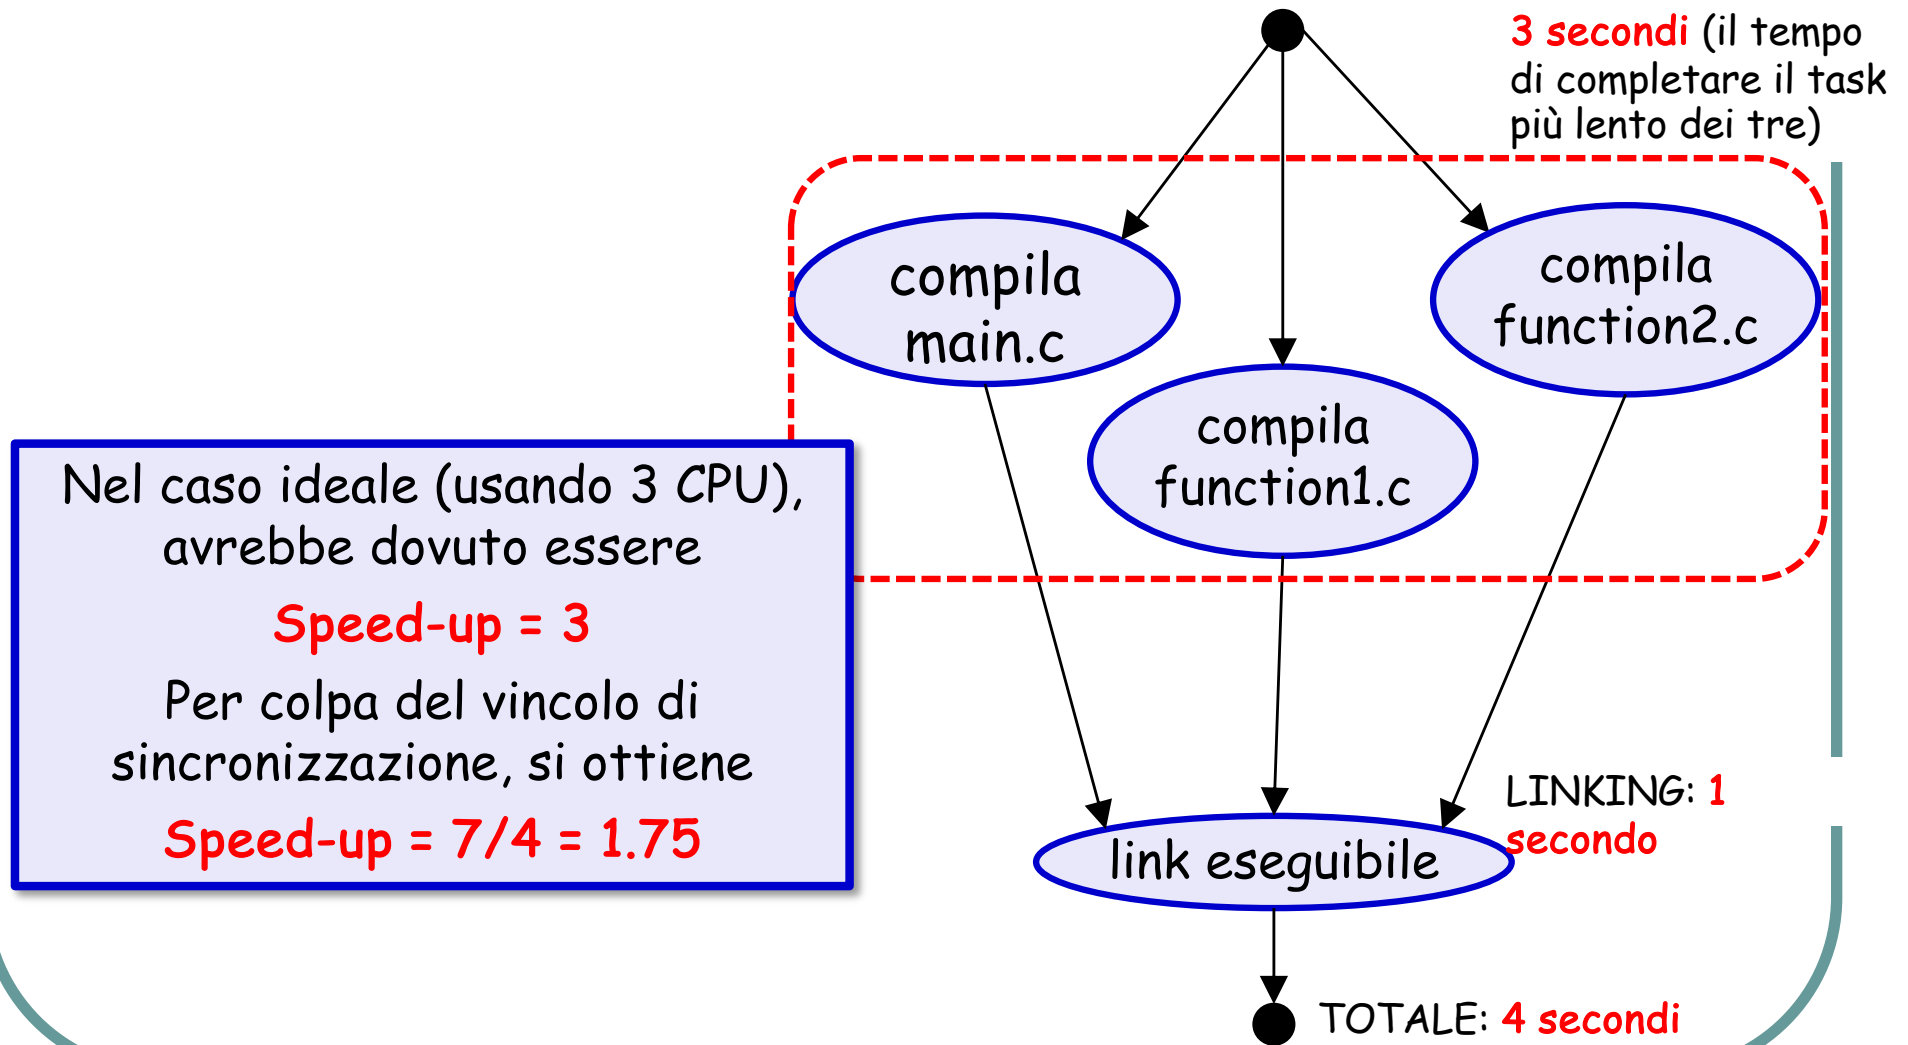 3 secondi (il tempo
di completare il task
più lento dei tre)
compila
main.c
compila
function2.c
compila
function1.c
Nel caso ideale (usando 3 CPU),
avrebbe dovuto essere
Speed-up = 3
Per colpa del vincolo di
sincronizzazione, si ottiene
Speed-up = 7/4 = 1.75
LINKING: 1
secondo
link eseguibile
TOTALE: 4 secondi